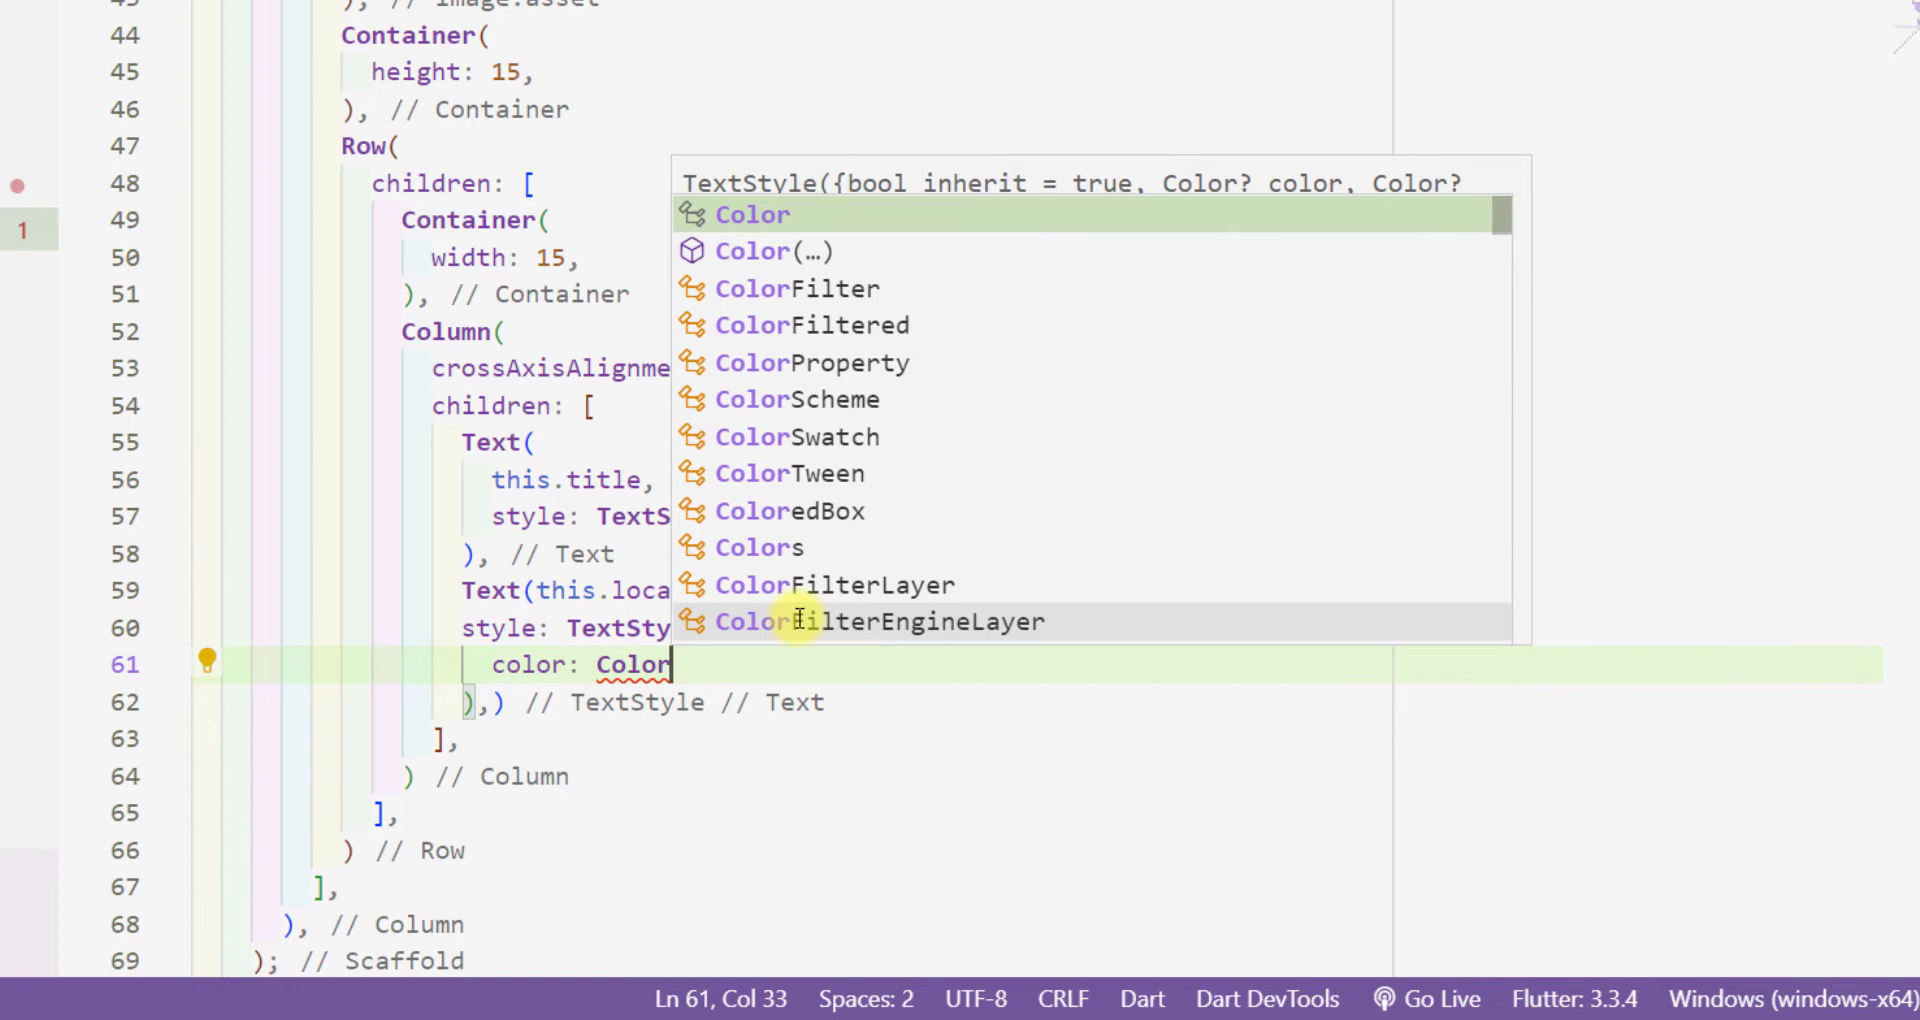 ), // Image.asset
44 Container(
45 height: 15,
46 ), // Container
47 Row(
48 children: [
49 Container(
50 width: 15,
51 ), // Container
52 Column(
53 crossAxisAlignme
54 children: [
55 Text(
56 this.title,
57 style: TextS
58 ), // Text
59 Text(this.loca
60 style: TextSty
61 color: Color
62 ),) // TextStyle // Text
63 ],
64 ) // Column
65 ],
66 ) // Row
67 ],
68 ), // Column
69 ); // Scaffold
1
TextStyle({bool inherit = true, Color? color, Color?
Color
Color(…)
ColorFilter
ColorFiltered
ColorProperty
ColorScheme
ColorSwatch
ColorTween
ColoredBox
Colors
ColorFilterLayer
ColorFilterEngineLayer
Ln 61, Col 33 Spaces: 2 UTF-8 CRLF Dart Dart DevTools Go Live Flutter: 3.3.4 Windows (windows-x64)